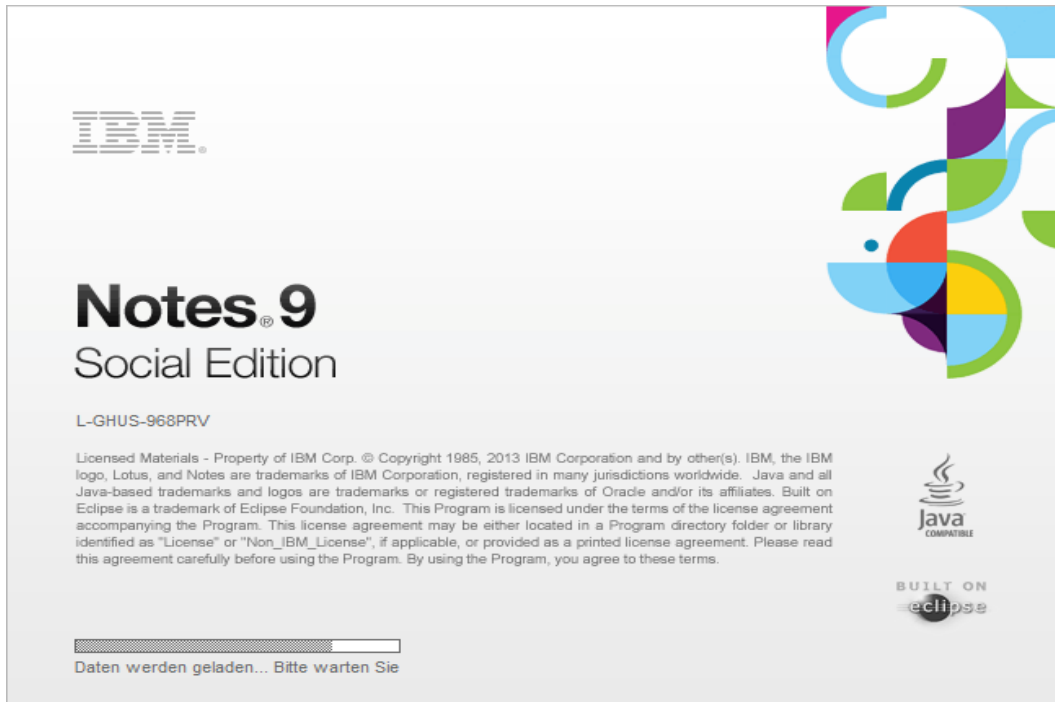 IBM®
Notes® 9
Social Edition
L-GHUS-968PRV
Licensed Materials - Property of IBM Corp. © Copyright 1985, 2013 IBM Corporation and by other(s). IBM, the IBM
logo, Lotus, and Notes are trademarks of IBM Corporation, registered in many jurisdictions worldwide. Java and all
Java-based trademarks and logos are trademarks or registered trademarks of Oracle and/or its affiliates. Built on
Eclipse is a trademark of Eclipse Foundation, Inc. This Program is licensed under the terms of the license agreement
accompanying the Program. This license agreement may be either located in a Program directory folder or library
identified as "License" or "Non_IBM_License", if applicable, or provided as a printed license agreement. Please read
this agreement carefully before using the Program. By using the Program, you agree to these terms.
Java
COMPATIBLE
BUILT ON
eclipse
Daten werden geladen... Bitte warten Sie